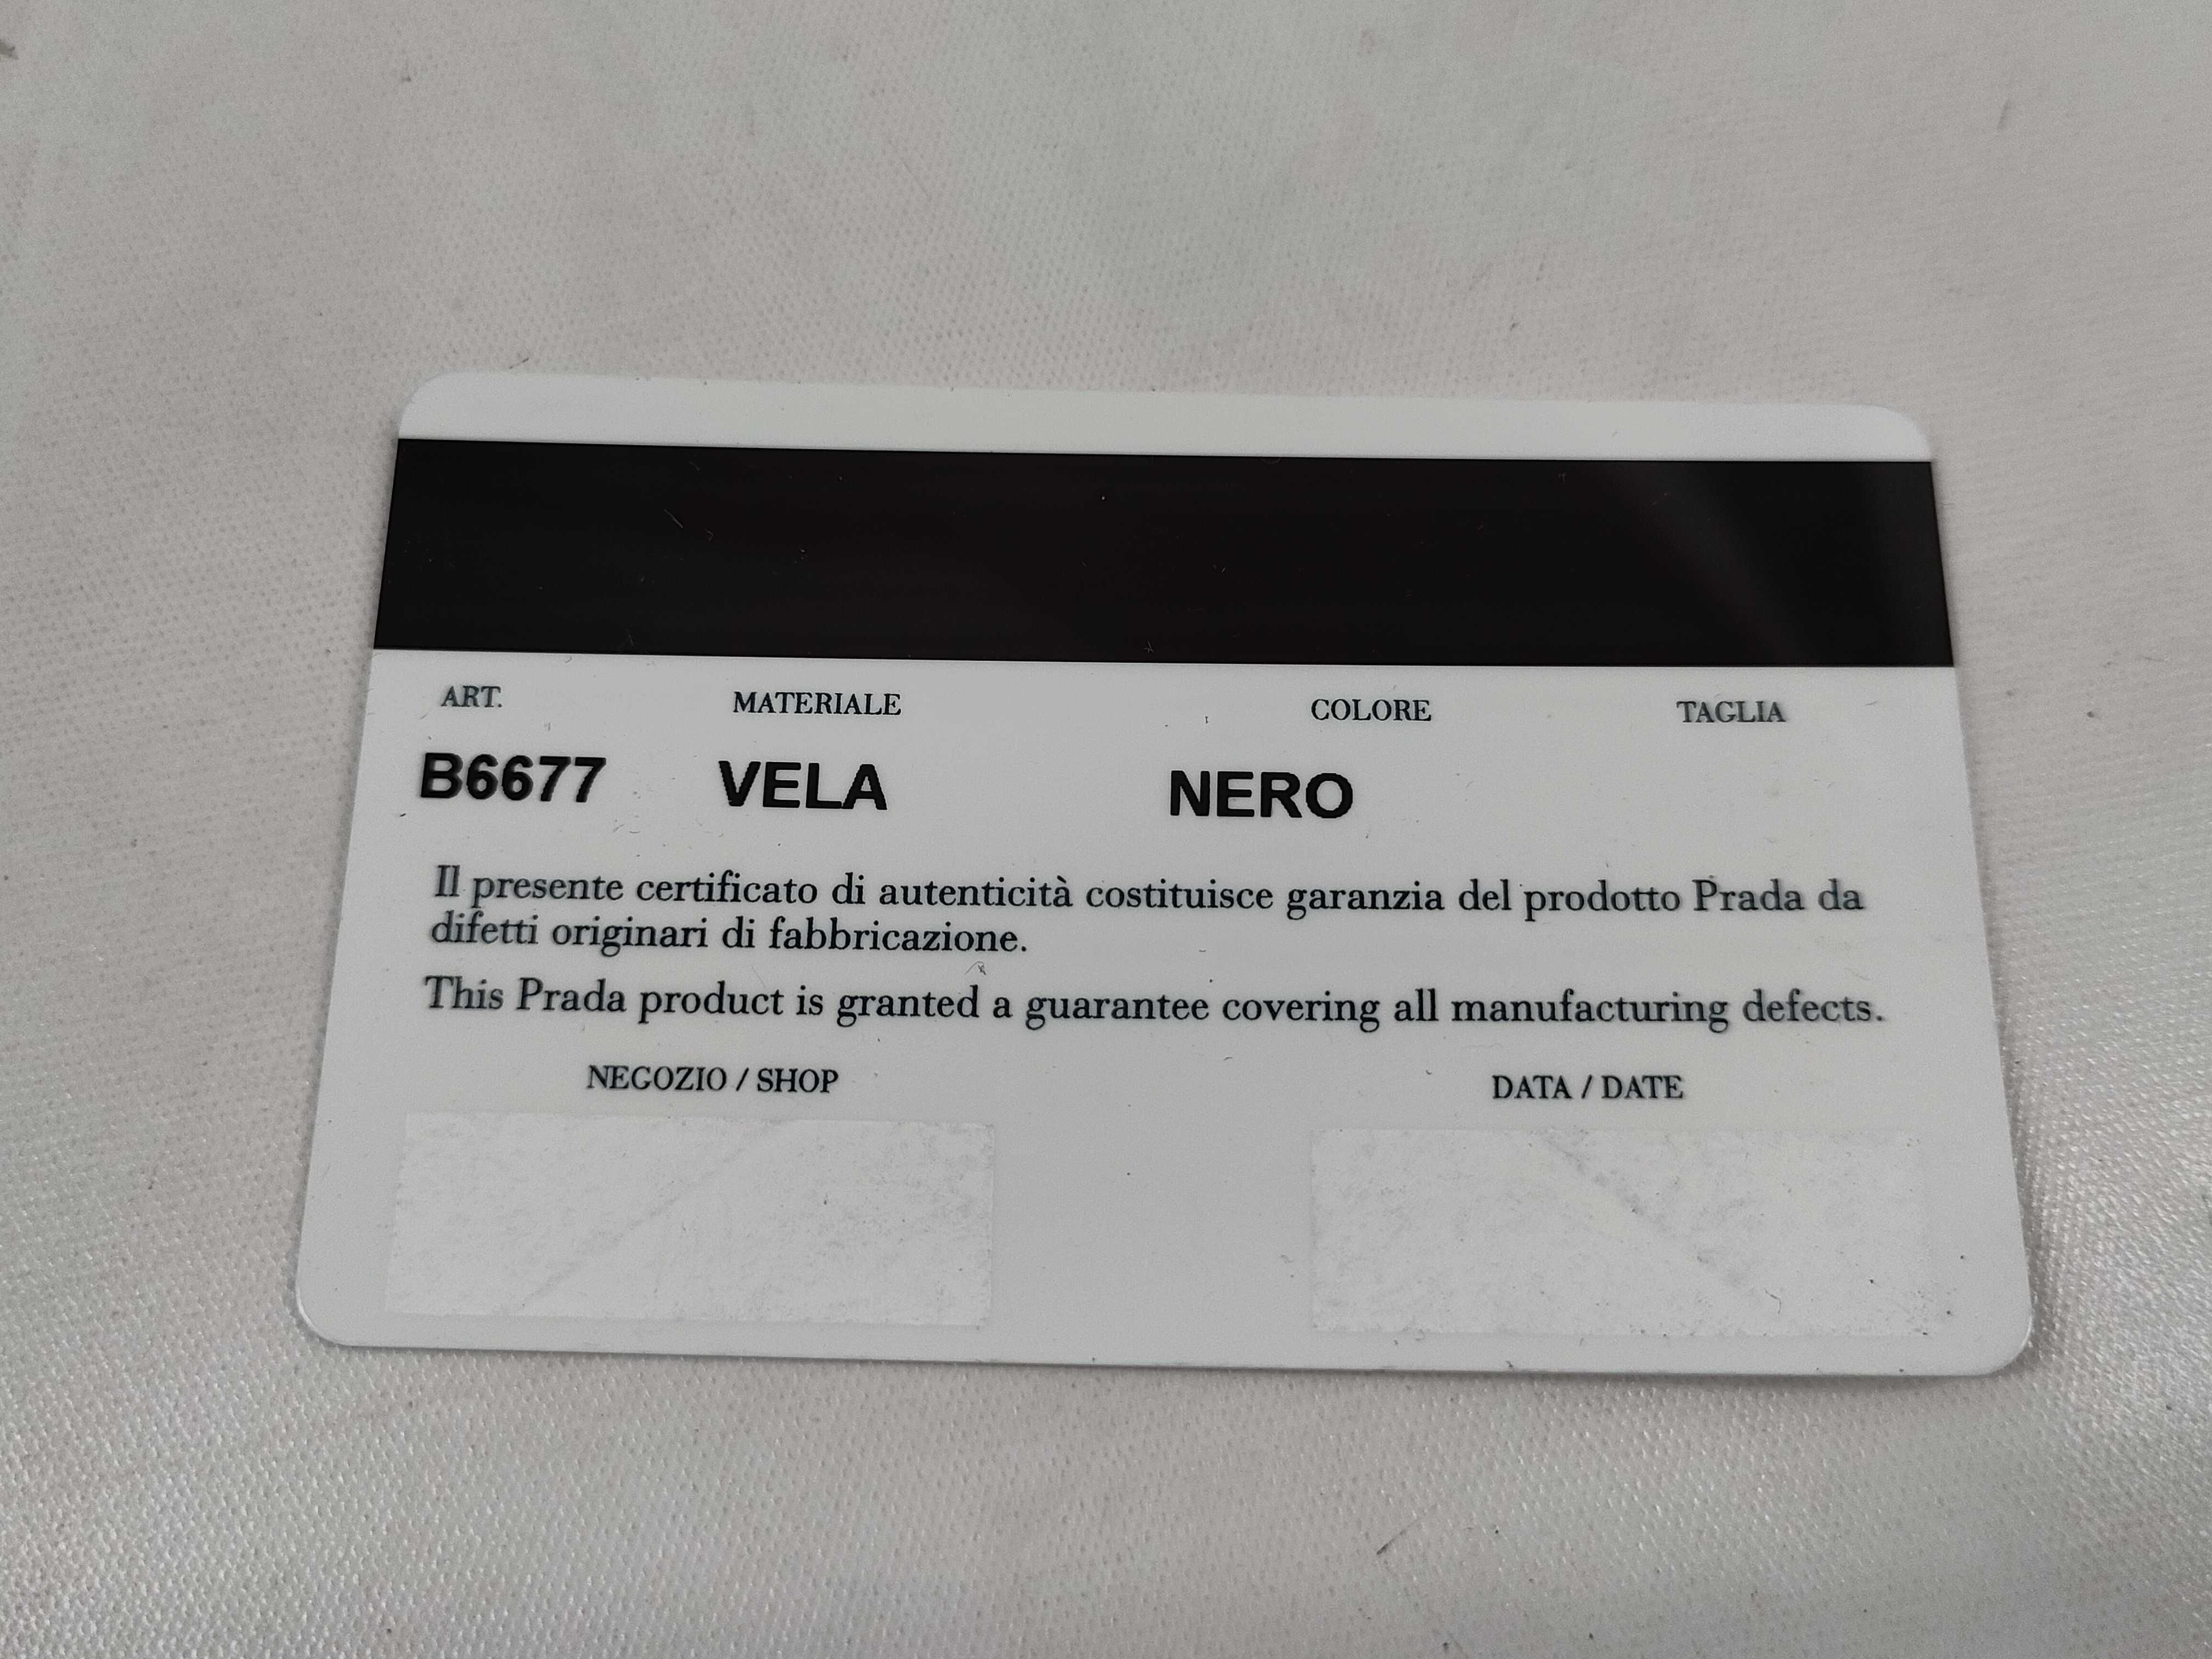 ART. MATERIALE COLORE TAGLIA
B6677 VELA NERO
Il presente certificato di autenticità costituisce garanzia del prodotto Prada da
difetti originari di fabbricazione.
This Prada product is granted a guarantee covering all manufacturing defects.
NEGOZIO / SHOP DATA / DATE